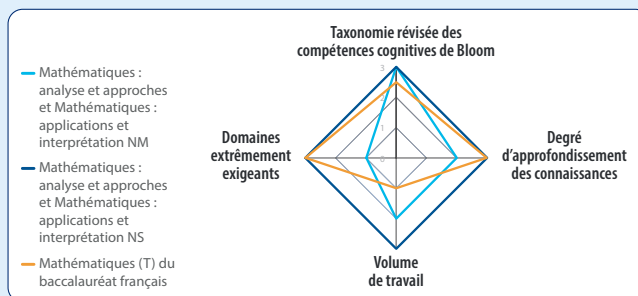 Taxonomie révisée des
compétences cognitives de Bloom
Mathématiques :
analyse et approches
et Mathématiques :
applications et
interprétation NM
Mathématiques :
analyse et approches
et Mathématiques :
applications et
interprétation NS
Mathématiques (T) du
baccalauréat français
3
2
1
0
Domaines
extrêmement
exigeants
Degré
d’approfondissement
des connaissances
Volume
de travail